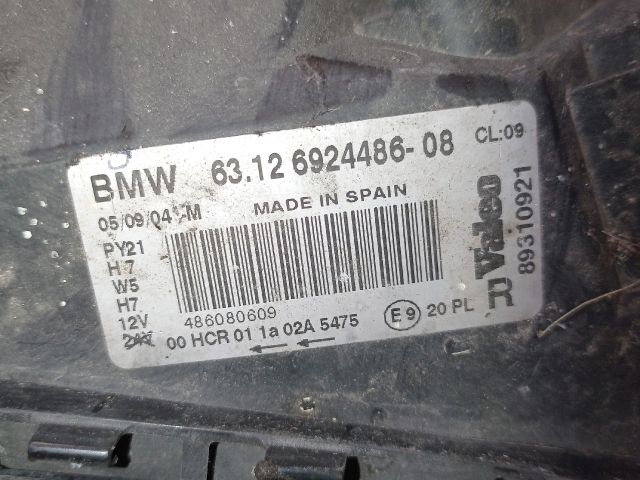 BMW 63.12 6924486-08 CL:09
05/09/04 M MADE IN SPAIN
PY21
H7
W5
H7
12V
24V
486080609
00 HCR 01 1a 02A 5475 E9 20 PL
Valeo
89310921